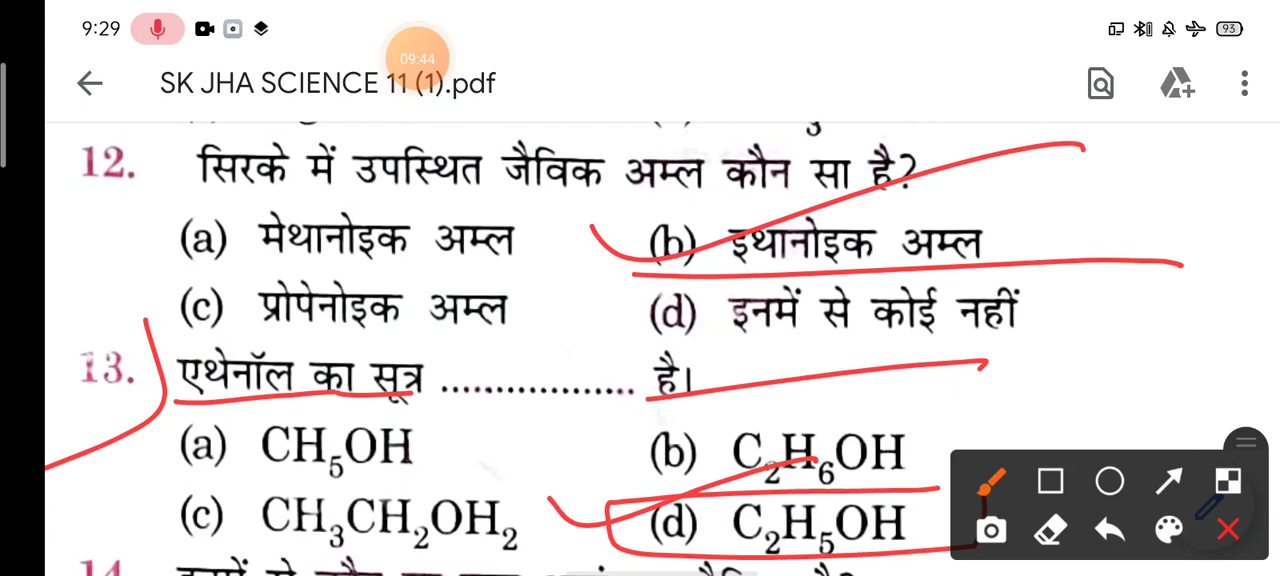 9:29
93
09:44
SK JHA SCIENCE 11 (1).pdf
12. सिरके में उपस्थित जैविक अम्ल कौन सा है?
(a) मेथानोइक अम्ल (b) इथानोइक अम्ल
(c) प्रोपेनोइक अम्ल (d) इनमें से कोई नहीं
13. एथेनॉल का सूत्र .................. है।
(a) CH₅OH (b) C₂H₆OH
(c) CH₃CH₂OH₂ (d) C₂H₅OH